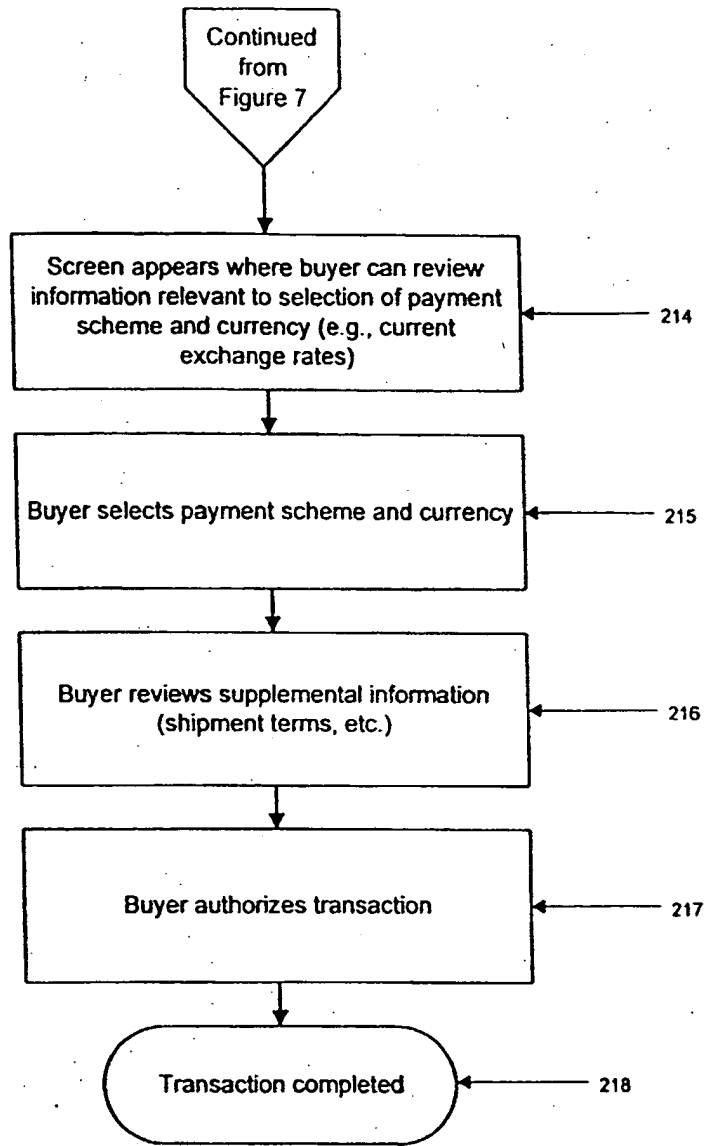 Continued
from
Figure 7
Screen appears where buyer can review
information relevant to selection of payment
scheme and currency (e.g., current
exchange rates)
214
Buyer selects payment scheme and currency
215
Buyer reviews supplemental information
(shipment terms, etc.)
216
Buyer authorizes transaction
217
Transaction completed
218